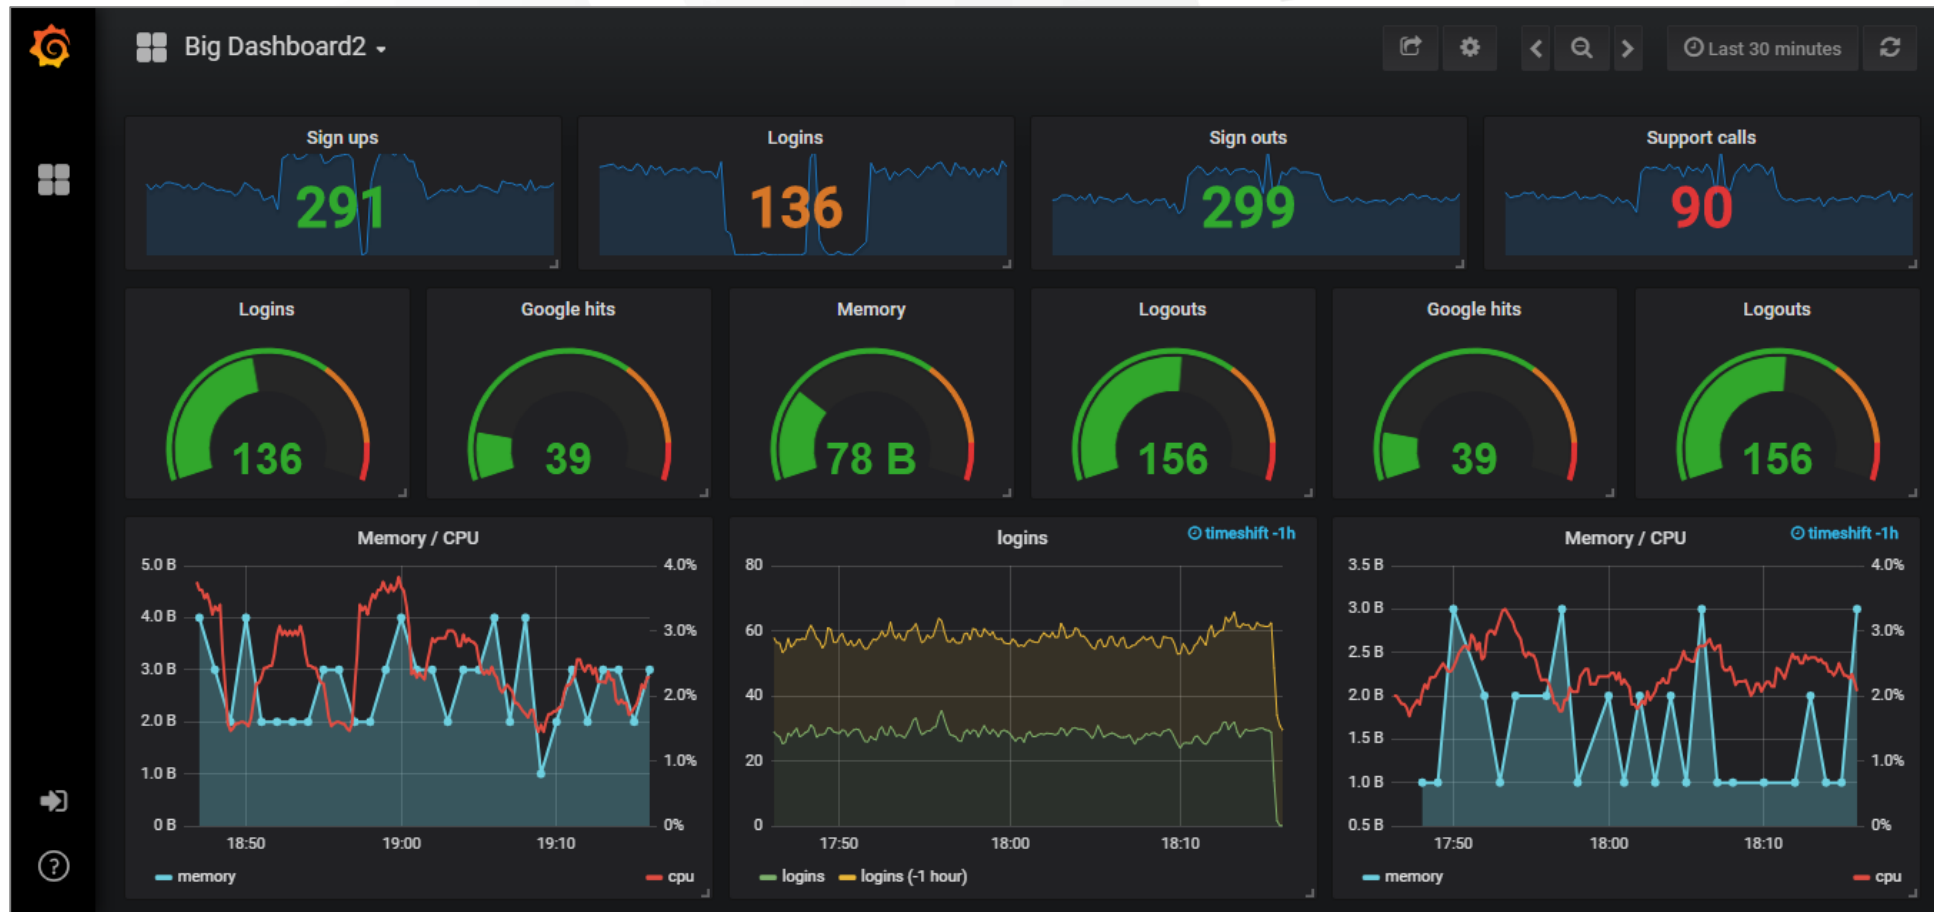 Big Dashboard2
Last 30 minutes
Sign ups
291
Logins
136
Sign outs
299
Support calls
90
Logins
136
Google hits
39
Memory
78 B
Logouts
156
Google hits
39
Logouts
156
Memory / CPU
5.0 B
4.0 B
3.0 B
2.0 B
1.0 B
0 B
4.0%
3.0%
2.0%
1.0%
0%
18:50 19:00 19:10
memory cpu
logins
timeshift -1h
80
60
40
20
0
17:50 18:00 18:10
logins logins (-1 hour)
Memory / CPU
timeshift -1h
3.5 B
3.0 B
2.5 B
2.0 B
1.5 B
1.0 B
0.5 B
4.0%
3.0%
2.0%
1.0%
0%
17:50 18:00 18:10
memory cpu
?